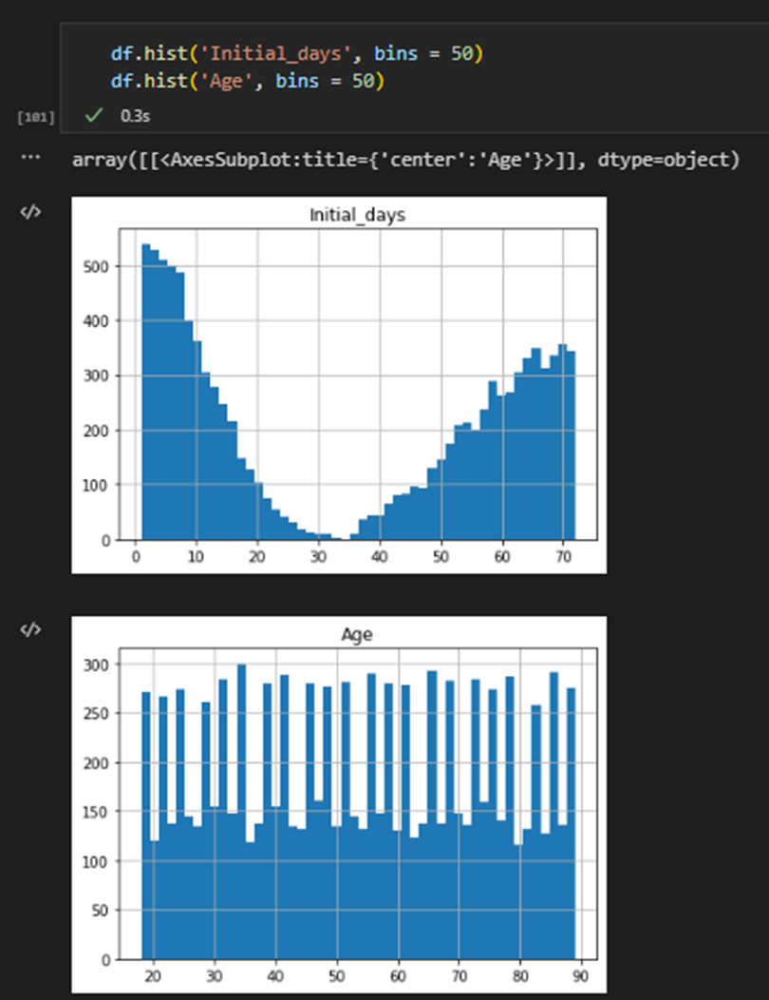 df.hist('Initial_days', bins = 50)
df.hist('Age', bins = 50)
[101]
0.3s
...
array([[<AxesSubplot:title={'center':'Age'}>]], dtype=object)
</>
Initial_days
500
400
300
200
100
0
0 10 20 30 40 50 60 70
</>
Age
300
250
200
150
100
50
0
20 30 40 50 60 70 80 90